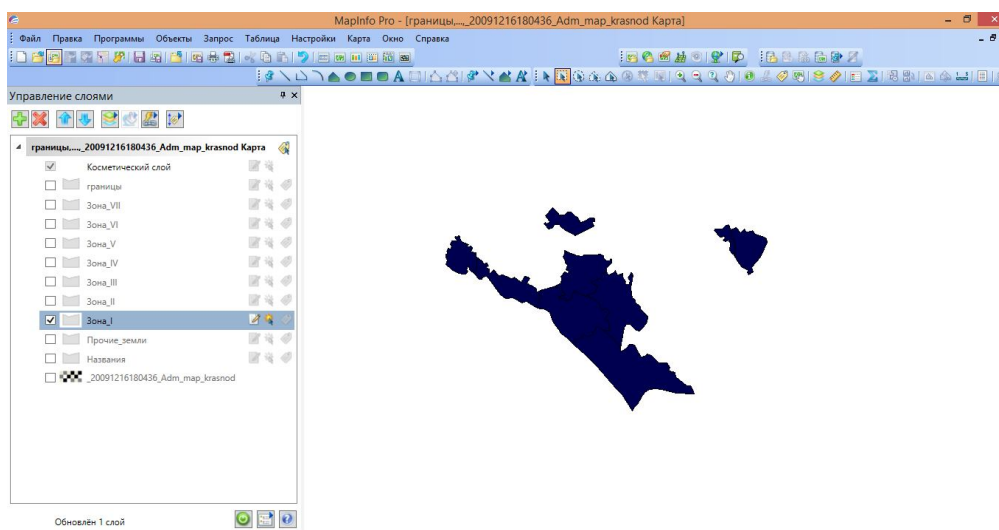 MapInfo Pro - [границы,...,_20091216180436_Adm_map_krasnod Карта]
Файл Правка Программы Объекты Запрос Таблица Настройки Карта Окно Справка
Управление слоями
границы,...,_20091216180436_Adm_map_krasnod Карта
Косметический слой
границы
Зона_VII
Зона_VI
Зона_V
Зона_IV
Зона_III
Зона_II
Зона_I
Прочие_земли
Названия
_20091216180436_Adm_map_krasnod
Обновлён 1 слой